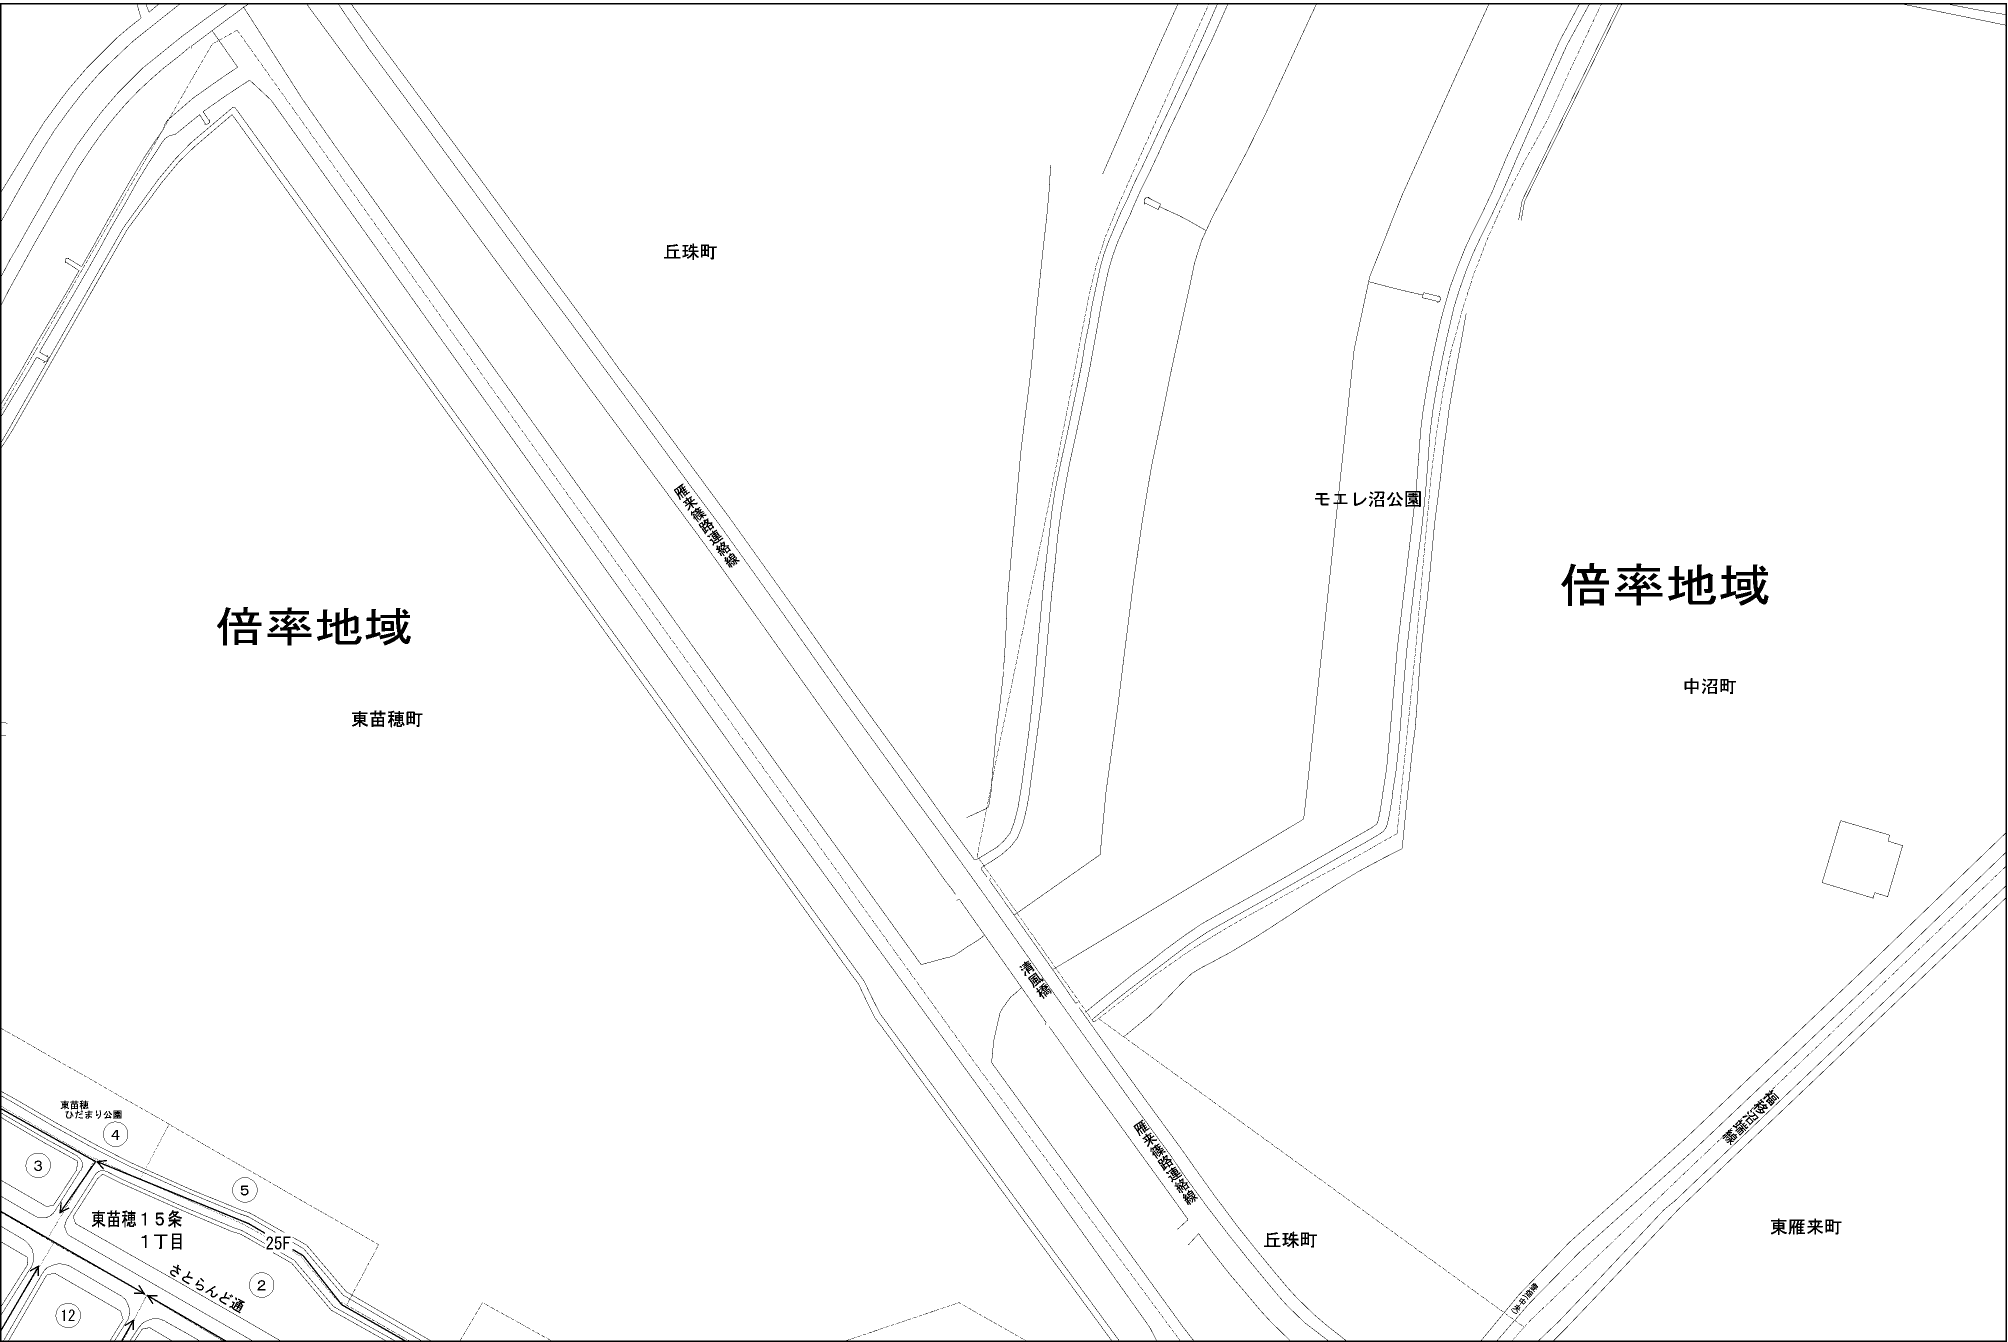 丘珠町
雁来篠路連絡線
モエレ沼公園
倍率地域
倍率地域
中沼町
東苗穂町
清風橋
東苗穂
ひだまり公園
4
3
5
東苗穂15条
1丁目
25F
さとらんど通
2
12
雁来篠路連絡線
丘珠町
東雁来町